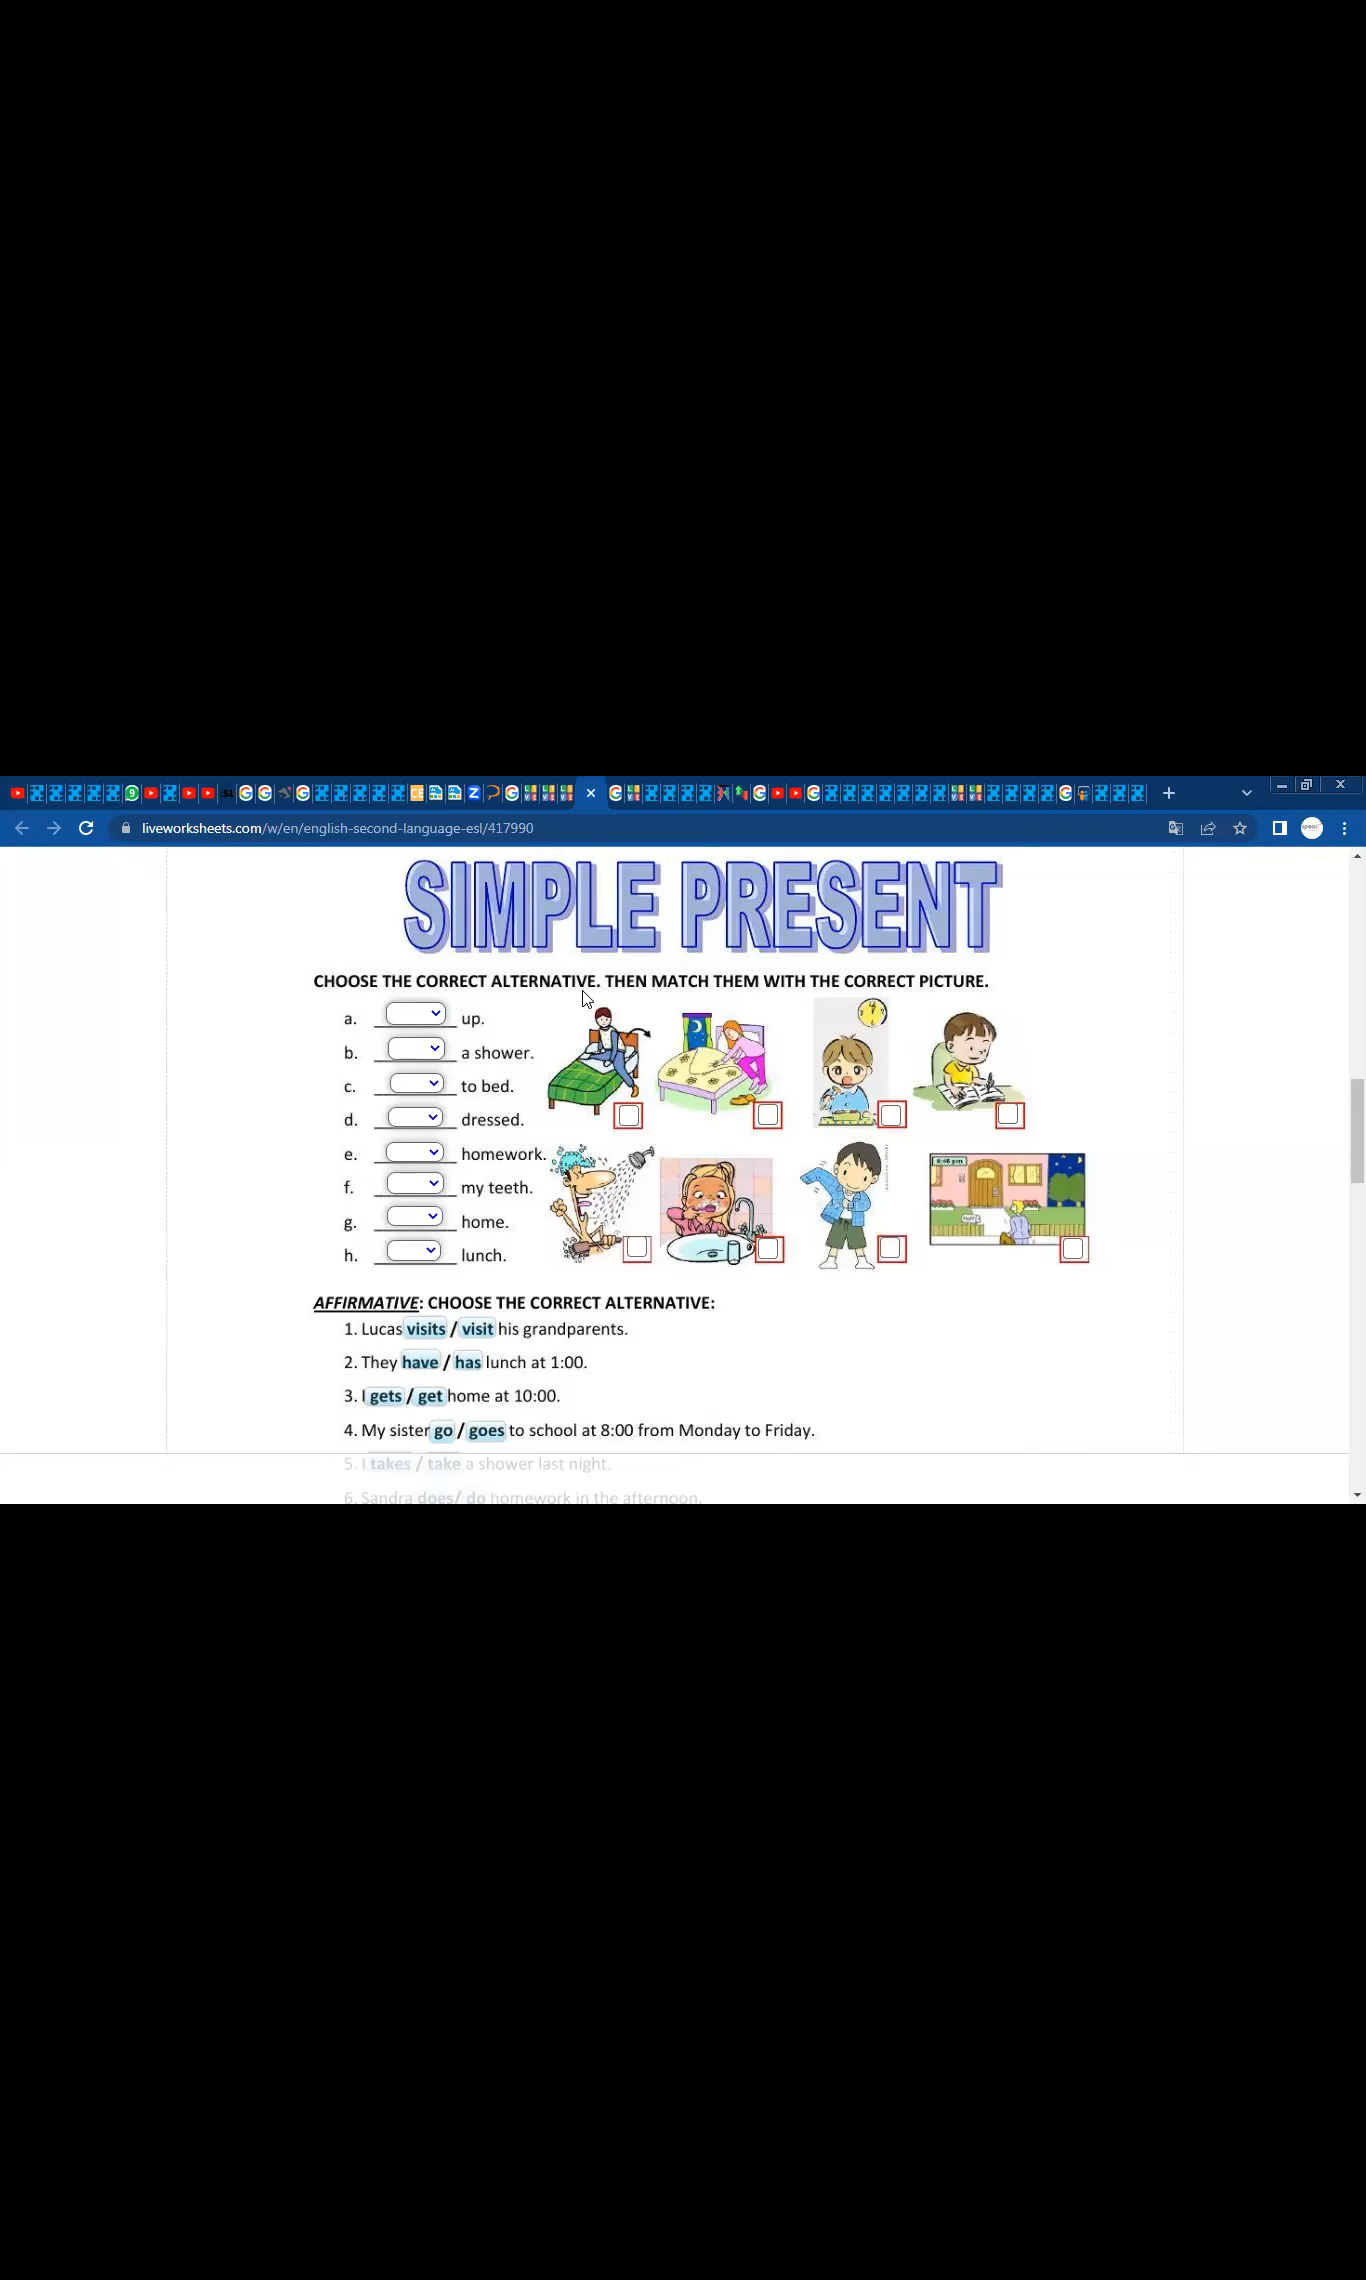 liveworksheets.com/w/en/english-second-language-esl/417990
SIMPLE PRESENT
CHOOSE THE CORRECT ALTERNATIVE. THEN MATCH THEM WITH THE CORRECT PICTURE.
a. up.
b. a shower.
c. to bed.
d. dressed.
e. homework.
f. my teeth.
g. home.
h. lunch.
AFFIRMATIVE: CHOOSE THE CORRECT ALTERNATIVE:
1. Lucas visits / visit his grandparents.
2. They have / has lunch at 1:00.
3. I gets / get home at 10:00.
4. My sister go / goes to school at 8:00 from Monday to Friday.
5. I takes / take a shower last night.
6. Sandra does/ do homework in the afternoon.